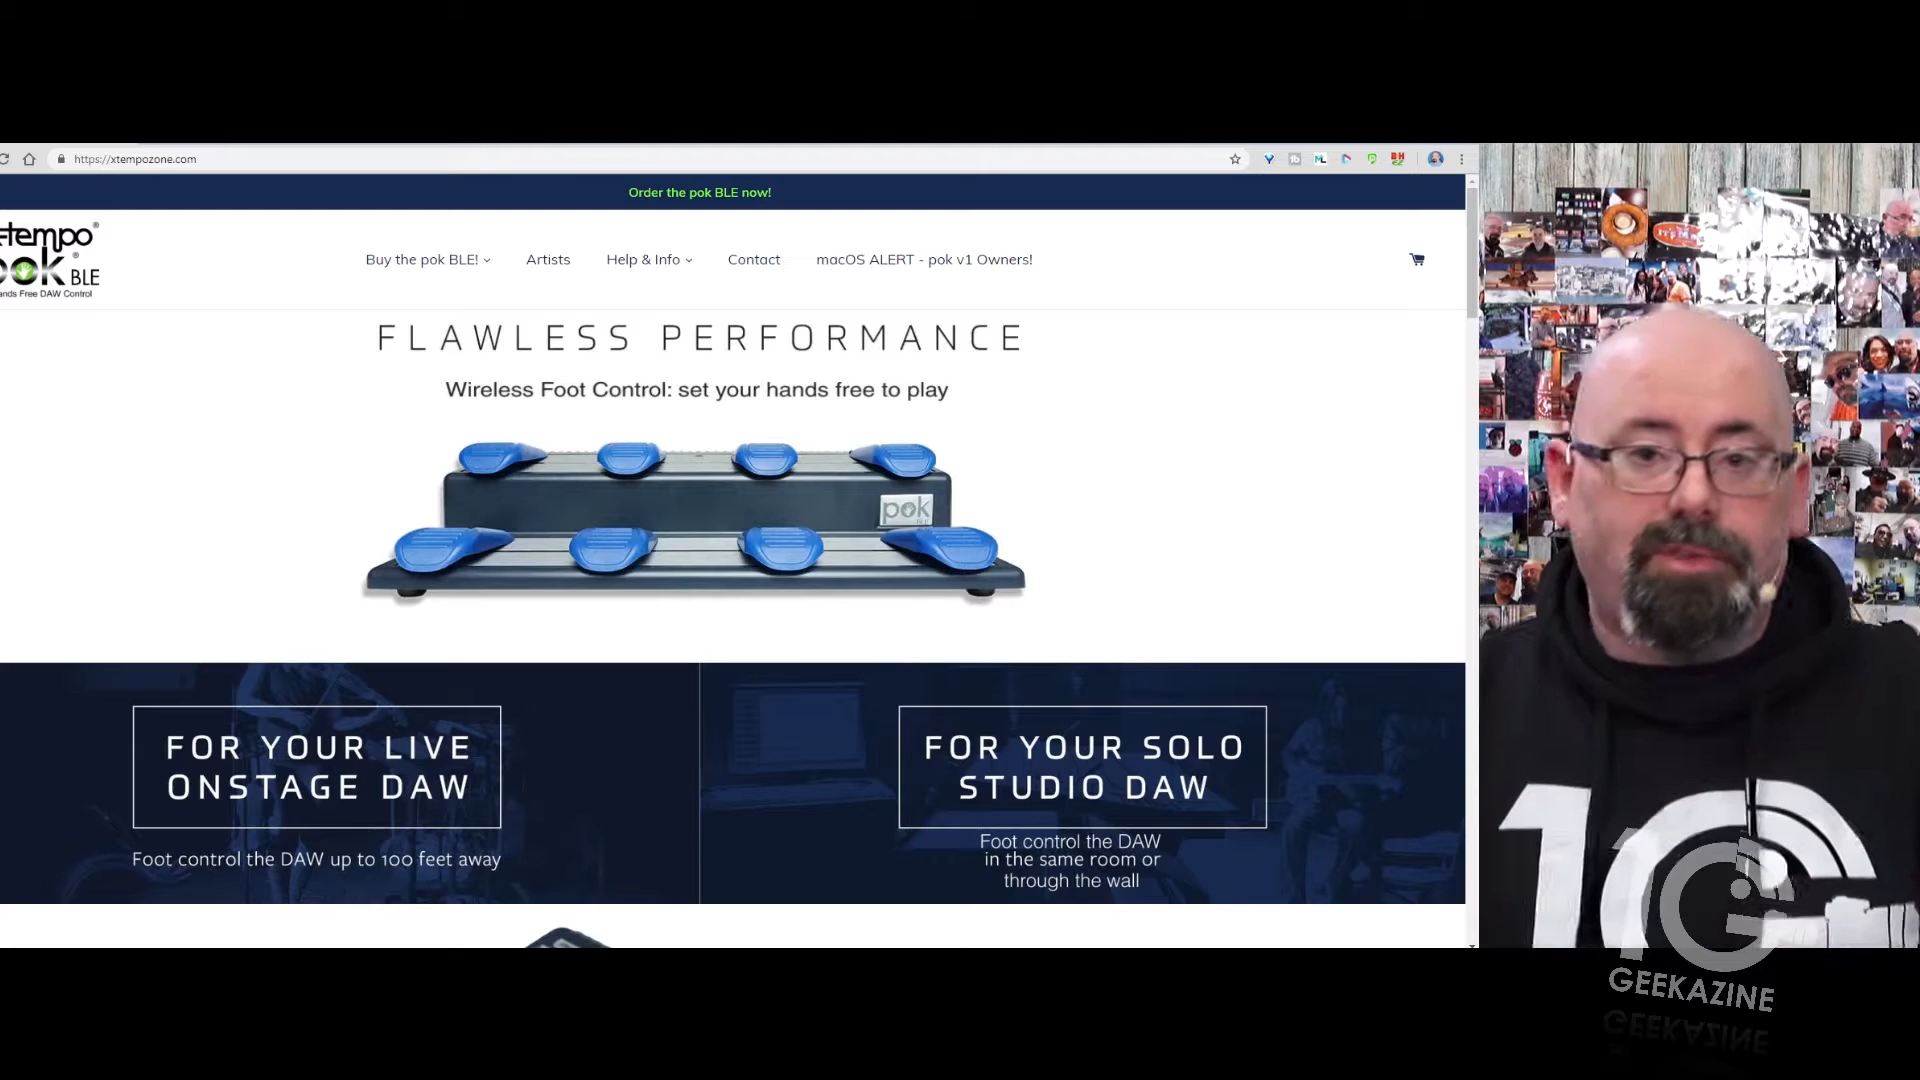 https://xtempozone.com
Order the pok BLE now!
tempo®
®
BLE
ands Free DAW Control
Buy the pok BLE!
Artists
Help & Info
Contact
macOS ALERT - pok v1 Owners!
FLAWLESS PERFORMANCE
Wireless Foot Control: set your hands free to play
pok
BLE
FOR YOUR LIVE
ONSTAGE DAW
Foot control the DAW up to 100 feet away
FOR YOUR SOLO
STUDIO DAW
Foot control the DAW
in the same room or
through the wall
10
GEEKAZINE